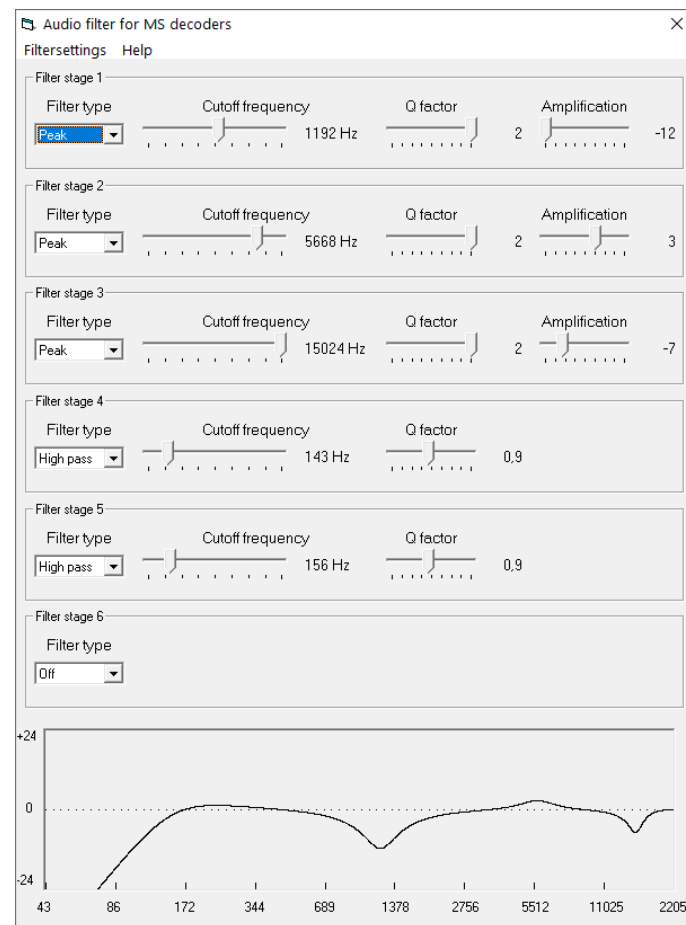 Audio filter for MS decoders
Filtersettings Help
Filter stage 1
Filter type Cutoff frequency Q factor Amplification
Peak 1192 Hz 2 -12
Filter stage 2
Filter type Cutoff frequency Q factor Amplification
Peak 5668 Hz 2 3
Filter stage 3
Filter type Cutoff frequency Q factor Amplification
Peak 15024 Hz 2 -7
Filter stage 4
Filter type Cutoff frequency Q factor
High pass 143 Hz 0,9
Filter stage 5
Filter type Cutoff frequency Q factor
High pass 156 Hz 0,9
Filter stage 6
Filter type
Off
+24
0
-24
43 86 172 344 689 1378 2756 5512 11025 2205